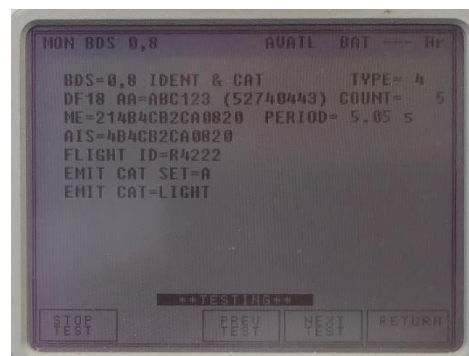 MON BDS 0,8 AVAIL BAT --- Hr
BDS=0,8 IDENT & CAT TYPE= 4
DF18 AA=ABC123 (52740443) COUNT= 5
ME=214B4CB2CA0820 PERIOD= 5.05 s
AIS=4B4CB2CA0820
FLIGHT ID=R4222
EMIT CAT SET=A
EMIT CAT=LIGHT
**TESTING**
STOP TEST
PREV TEST
NEXT TEST
RETURN